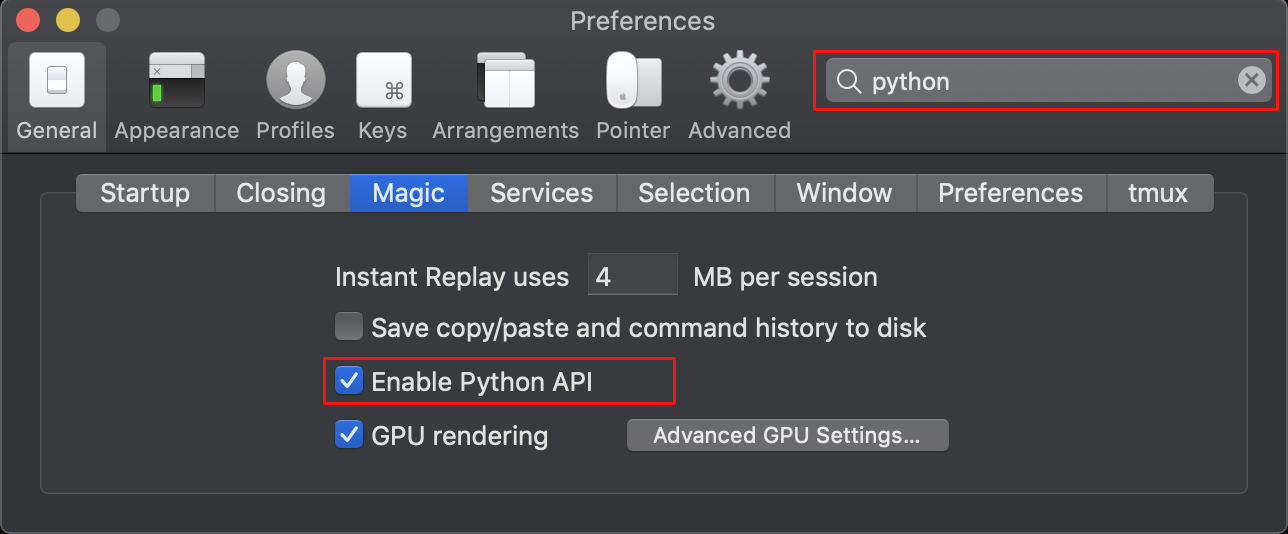 Preferences
General Appearance Profiles Keys Arrangements Pointer Advanced
python
Startup Closing Magic Services Selection Window Preferences tmux
Instant Replay uses 4 MB per session
Save copy/paste and command history to disk
Enable Python API
GPU rendering Advanced GPU Settings...